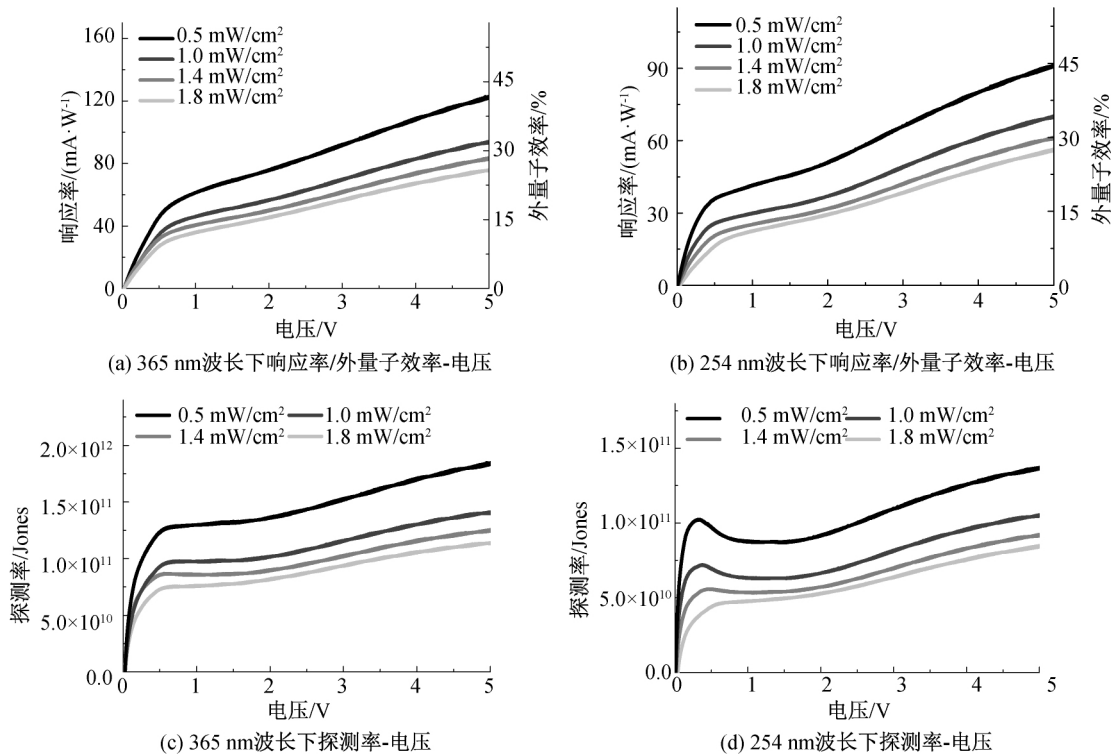 160
120
80
40
0
响应率/(mA·W⁻¹)
0.5 mW/cm²
1.0 mW/cm²
1.4 mW/cm²
1.8 mW/cm²
45
30
15
0
外量子效率/%
0 1 2 3 4 5
电压/V
(a) 365 nm波长下响应率/外量子效率-电压
90
60
30
0
响应率/(mA·W⁻¹)
0.5 mW/cm²
1.0 mW/cm²
1.4 mW/cm²
1.8 mW/cm²
45
30
15
0
外量子效率/%
0 1 2 3 4 5
电压/V
(b) 254 nm波长下响应率/外量子效率-电压
0.5 mW/cm² 1.0 mW/cm²
1.4 mW/cm² 1.8 mW/cm²
2.0×10¹²
1.5×10¹¹
1.0×10¹¹
5.0×10¹⁰
0.0
探测率/Jones
0 1 2 3 4 5
电压/V
(c) 365 nm波长下探测率-电压
0.5 mW/cm² 1.0 mW/cm²
1.4 mW/cm² 1.8 mW/cm²
1.5×10¹¹
1.0×10¹¹
5.0×10¹⁰
0.0
探测率/Jones
0 1 2 3 4 5
电压/V
(d) 254 nm波长下探测率-电压